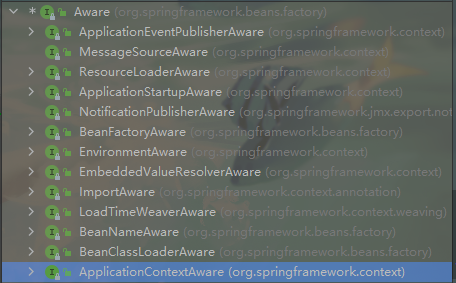 Aware (org.springframework.beans.factory)
ApplicationEventPublisherAware (org.springframework.context)
MessageSourceAware (org.springframework.context)
ResourceLoaderAware (org.springframework.context)
ApplicationStartupAware (org.springframework.context)
NotificationPublisherAware (org.springframework.jmx.export.not
BeanFactoryAware (org.springframework.beans.factory)
EnvironmentAware (org.springframework.context)
EmbeddedValueResolverAware (org.springframework.context)
ImportAware (org.springframework.context.annotation)
LoadTimeWeaverAware (org.springframework.context.weaving)
BeanNameAware (org.springframework.beans.factory)
BeanClassLoaderAware (org.springframework.beans.factory)
ApplicationContextAware (org.springframework.context)